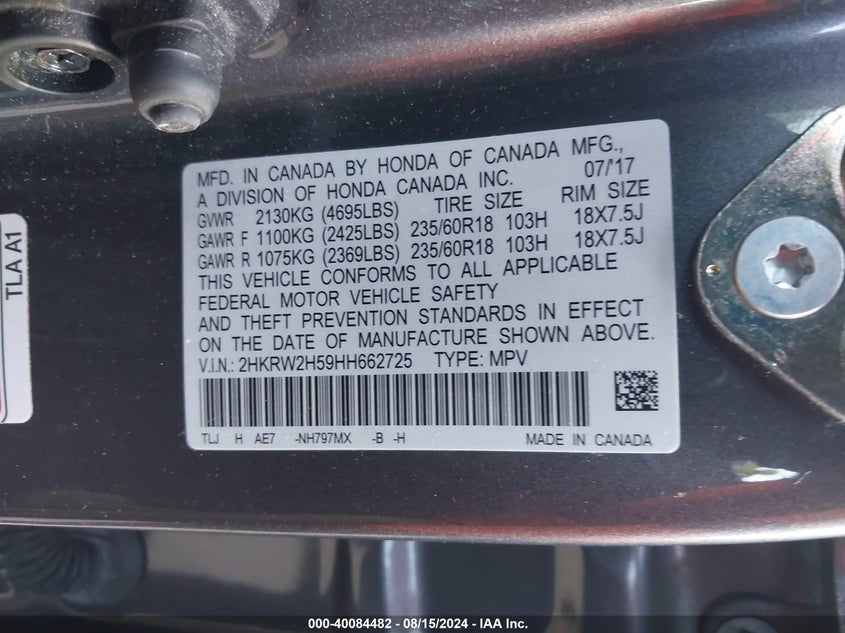 MFD. IN CANADA BY HONDA OF CANADA MFG.,
A DIVISION OF HONDA CANADA INC. 07/'17
GVWR 2130KG (4695LBS) TIRE SIZE RIM SIZE
GAWR F 1100KG (2425LBS) 235/60R18 103H 18X7.5J
GAWR R 1075KG (2369LBS) 235/60R18 103H 18X7.5J
THIS VEHICLE CONFORMS TO ALL APPLICABLE
FEDERAL MOTOR VEHICLE SAFETY
AND THEFT PREVENTION STANDARDS IN EFFECT
ON THE DATE OF MANUFACTURE SHOWN ABOVE.
V.I.N.: 2HKRW2H59HH662725 TYPE: MPV
TLJ H AE7 -NH797MX -B -H MADE IN CANADA
TLA A1
000-40084482 - 08/15/2024 - IAA Inc.